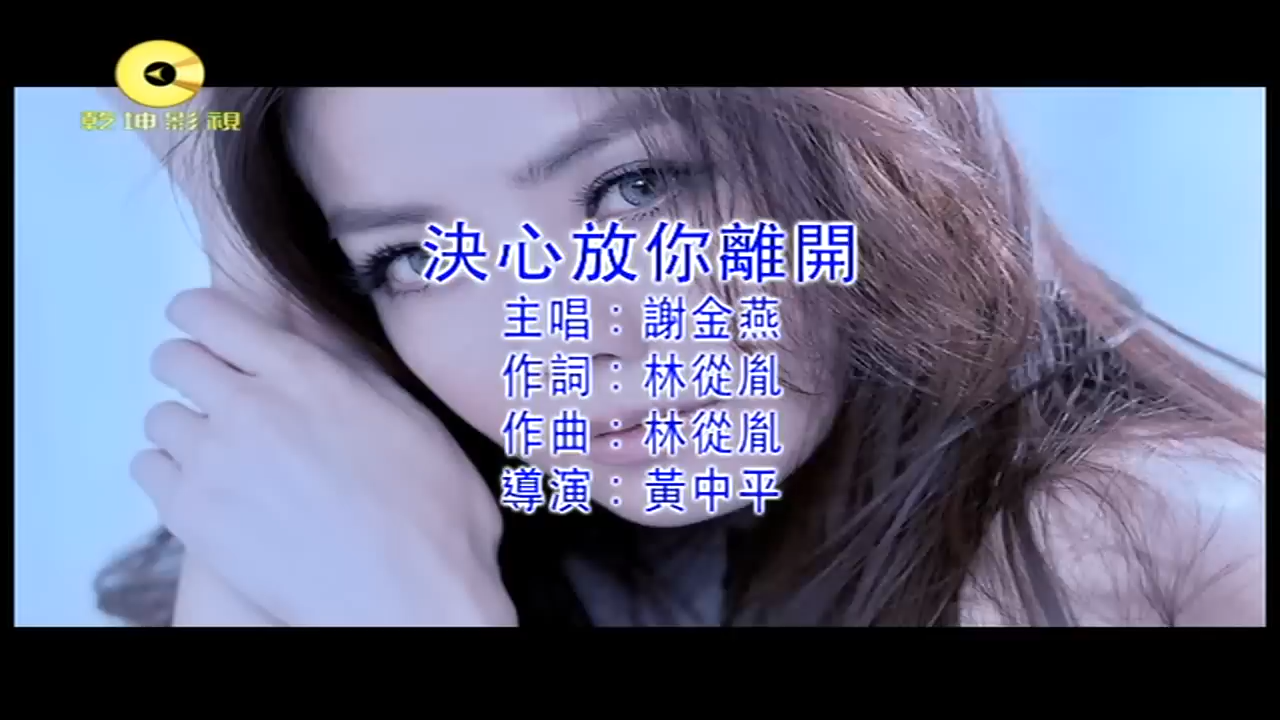 乾坤影視
決心放你離開
主唱：謝金燕
作詞：林從胤
作曲：林從胤
導演：黃中平